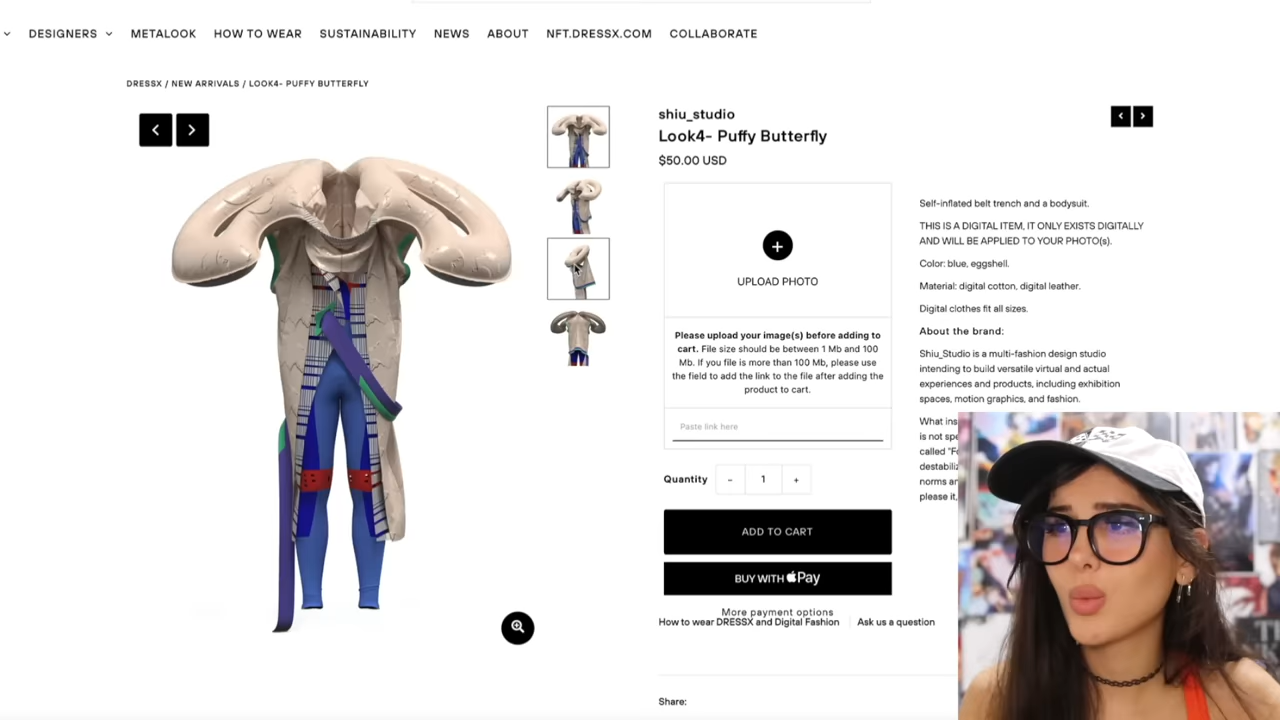 DESIGNERS METALOOK HOW TO WEAR SUSTAINABILITY NEWS ABOUT NFT.DRESSX.COM COLLABORATE
DRESSX / NEW ARRIVALS / LOOK4- PUFFY BUTTERFLY
shiu_studio
Look4- Puffy Butterfly
$50.00 USD
UPLOAD PHOTO
Please upload your image(s) before adding to
cart. File size should be between 1 Mb and 100
Mb. If you file is more than 100 Mb, please use
the field to add the link to the file after adding the
product to cart.
Paste link here
Quantity - 1 +
ADD TO CART
BUY WITH Pay
More payment options
How to wear DRESSX and Digital Fashion Ask us a question
Share:
Self-inflated belt trench and a bodysuit.
THIS IS A DIGITAL ITEM, IT ONLY EXISTS DIGITALLY
AND WILL BE APPLIED TO YOUR PHOTO(s).
Color: blue, eggshell.
Material: digital cotton, digital leather.
Digital clothes fit all sizes.
About the brand:
Shiu_Studio is a multi-fashion design studio
intending to build versatile virtual and actual
experiences and products, including exhibition
spaces, motion graphics, and fashion.
What
is not
called
norms
please it,